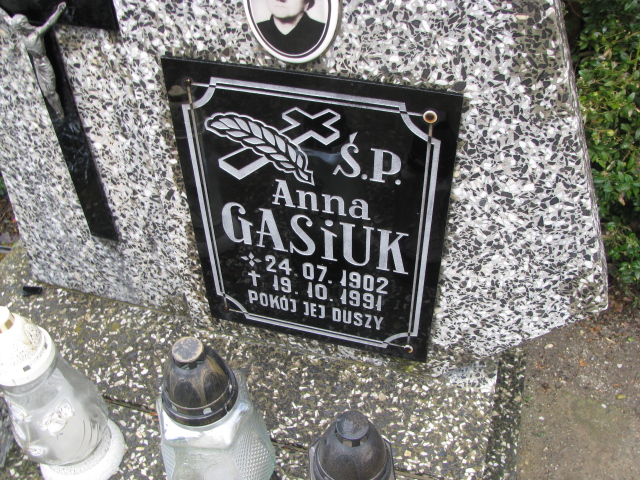 Ś.P.
Anna
GASiUK
24.07.1902
19.10.1991
POKÓJ JEJ DUSZY